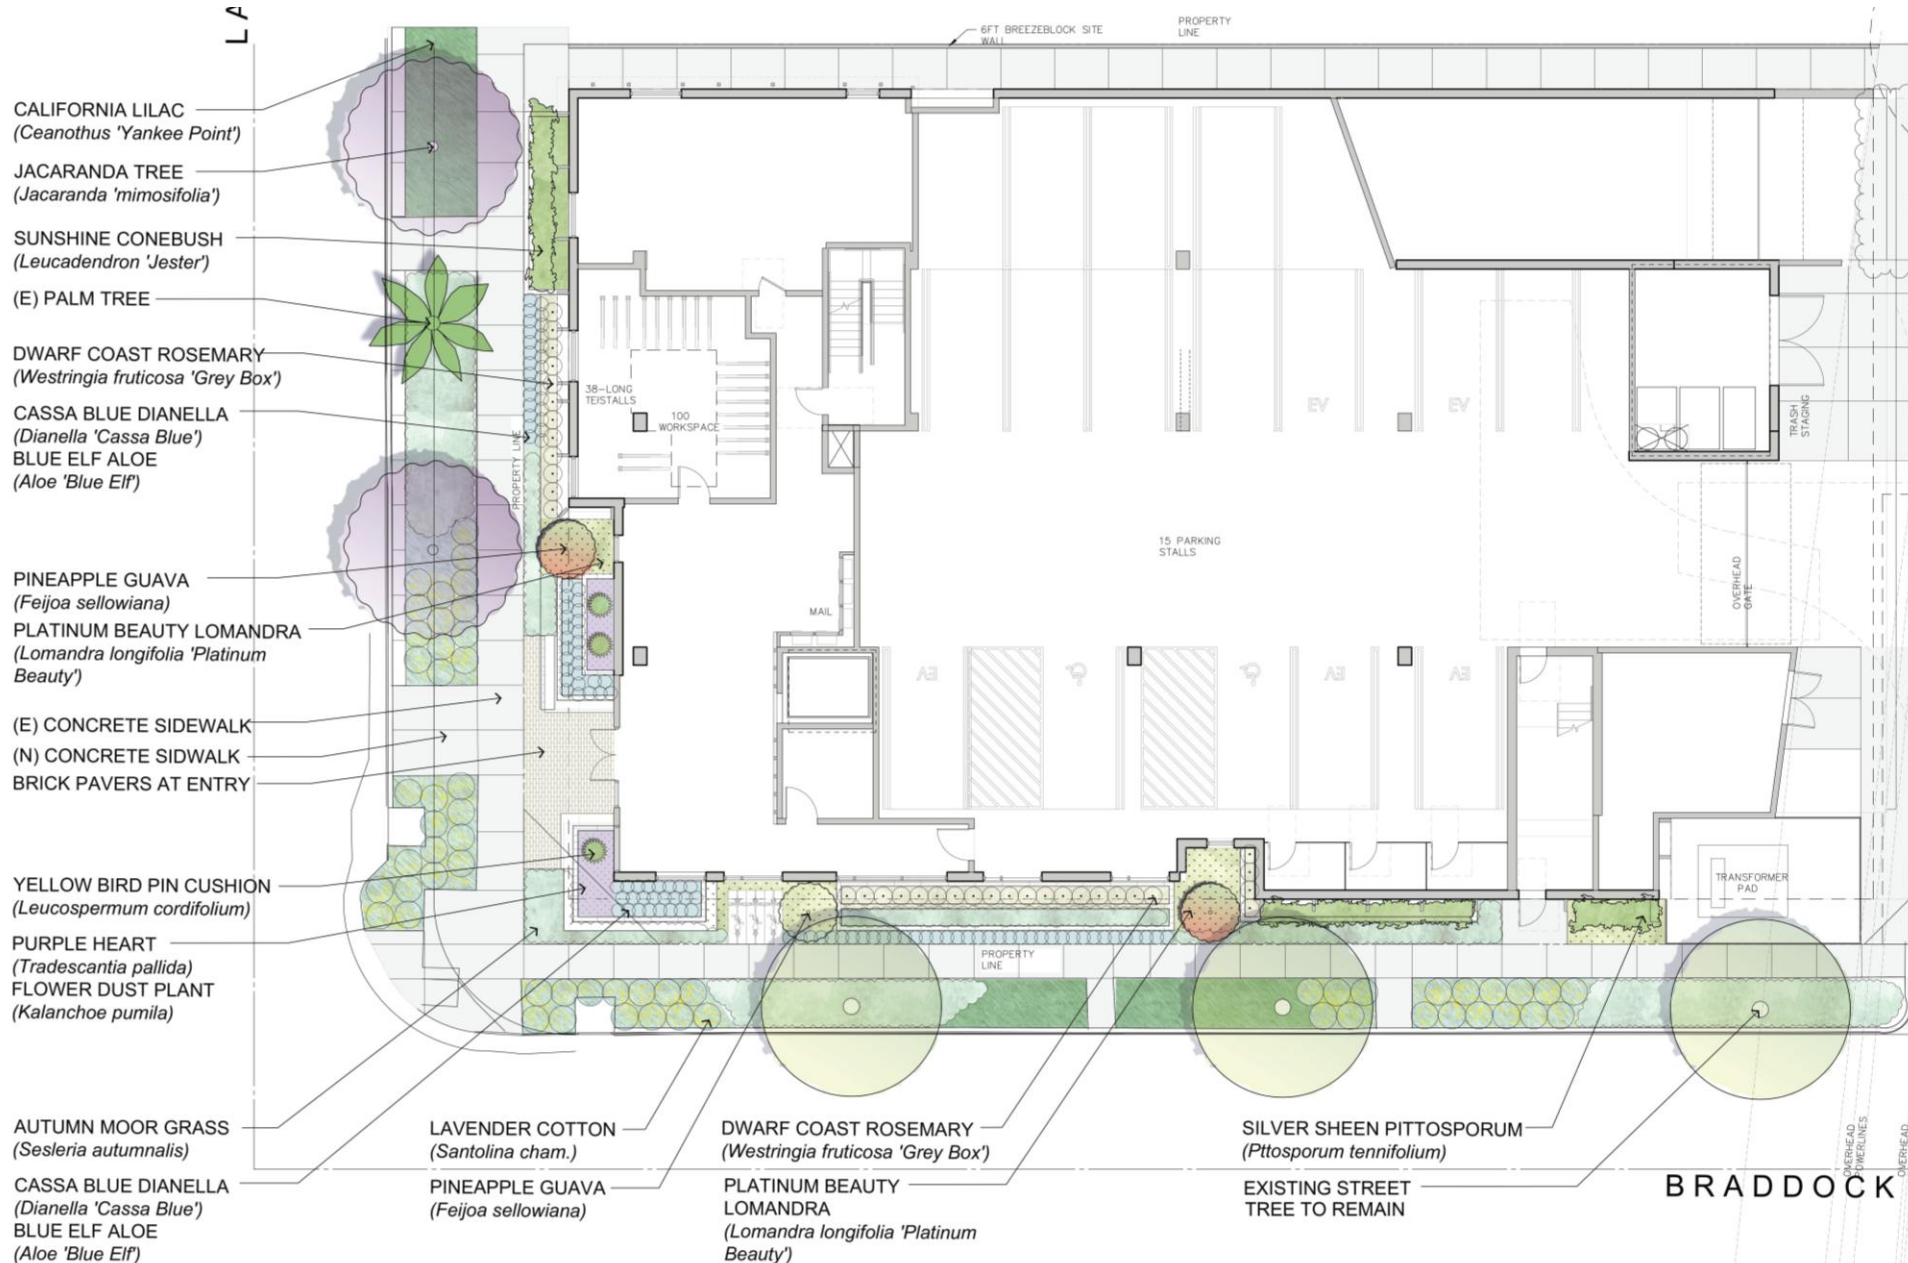 LA
6FT BREEZEBLOCK SITE
WALL
PROPERTY
LINE
CALIFORNIA LILAC
(Ceanothus 'Yankee Point')
JACARANDA TREE
(Jacaranda 'mimosifolia')
SUNSHINE CONEBUSH
(Leucadendron 'Jester')
(E) PALM TREE
DWARF COAST ROSEMARY
(Westringia fruticosa 'Grey Box')
CASSA BLUE DIANELLA
(Dianella 'Cassa Blue')
BLUE ELF ALOE
(Aloe 'Blue Elf')
PINEAPPLE GUAVA
(Feijoa sellowiana)
PLATINUM BEAUTY LOMANDRA
(Lomandra longifolia 'Platinum
Beauty')
(E) CONCRETE SIDEWALK
(N) CONCRETE SIDWALK
BRICK PAVERS AT ENTRY
YELLOW BIRD PIN CUSHION
(Leucospermum cordifolium)
PURPLE HEART
(Tradescantia pallida)
FLOWER DUST PLANT
(Kalanchoe pumila)
AUTUMN MOOR GRASS
(Sesleria autumnalis)
CASSA BLUE DIANELLA
(Dianella 'Cassa Blue')
BLUE ELF ALOE
(Aloe 'Blue Elf')
PROPERTY LINE
38-LONG
TEISTALLS
100
WORKSPACE
MAIL
15 PARKING
STALLS
EV
EV
EV
EV
EV
TRASH
STAGING
OVERHEAD
GATE
TRANSFORMER
PAD
PROPERTY
LINE
LAVENDER COTTON
(Santolina cham.)
PINEAPPLE GUAVA
(Feijoa sellowiana)
DWARF COAST ROSEMARY
(Westringia fruticosa 'Grey Box')
PLATINUM BEAUTY
LOMANDRA
(Lomandra longifolia 'Platinum
Beauty')
SILVER SHEEN PITTOSPORUM
(Pttosporum tennifolium)
EXISTING STREET
TREE TO REMAIN
OVERHEAD
POWERLINES
OVERHEAD
BRADDOCK